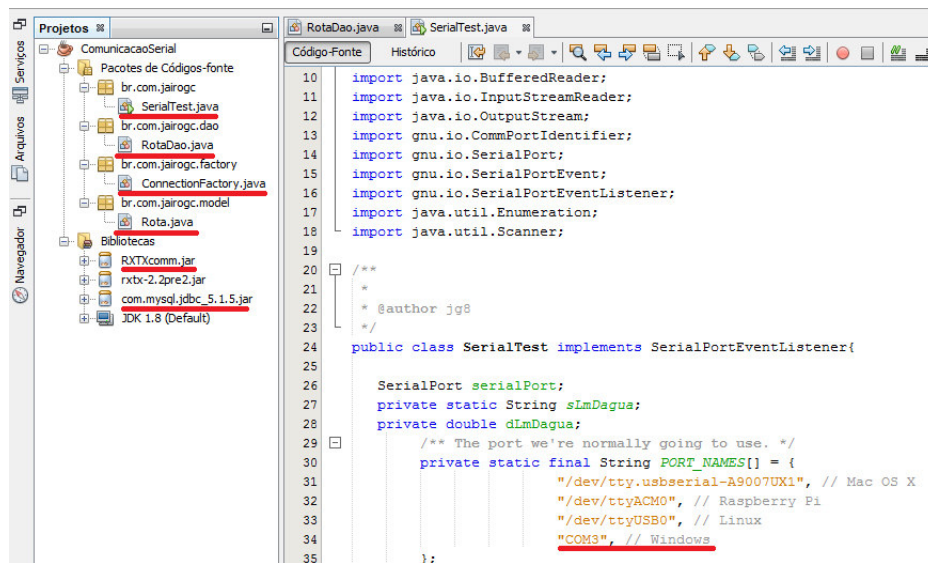 Serviços
Arquivos
Navegador
Projetos
ComunicacaoSerial
Pacotes de Códigos-fonte
br.com.jairogc
SerialTest.java
br.com.jairogc.dao
RotaDao.java
br.com.jairogc.factory
ConnectionFactory.java
br.com.jairogc.model
Rota.java
Bibliotecas
RXTXcomm.jar
rxtx-2.2pre2.jar
com.mysql.jdbc_5.1.5.jar
JDK 1.8 (Default)
RotaDao.java SerialTest.java
Código-Fonte Histórico
10 import java.io.BufferedReader;
11 import java.io.InputStreamReader;
12 import java.io.OutputStream;
13 import gnu.io.CommPortIdentifier;
14 import gnu.io.SerialPort;
15 import gnu.io.SerialPortEvent;
16 import gnu.io.SerialPortEventListener;
17 import java.util.Enumeration;
18 import java.util.Scanner;
19
20 /**
21 *
22 * @author jg8
23 */
24 public class SerialTest implements SerialPortEventListener{
25
26 SerialPort serialPort;
27 private static String sLmDagua;
28 private double dLmDagua;
29 /** The port we're normally going to use. */
30 private static final String PORT_NAMES[] = {
31 "/dev/tty.usbserial-A9007UX1", // Mac OS X
32 "/dev/ttyACM0", // Raspberry Pi
33 "/dev/ttyUSB0", // Linux
34 "COM3", // Windows
35 };